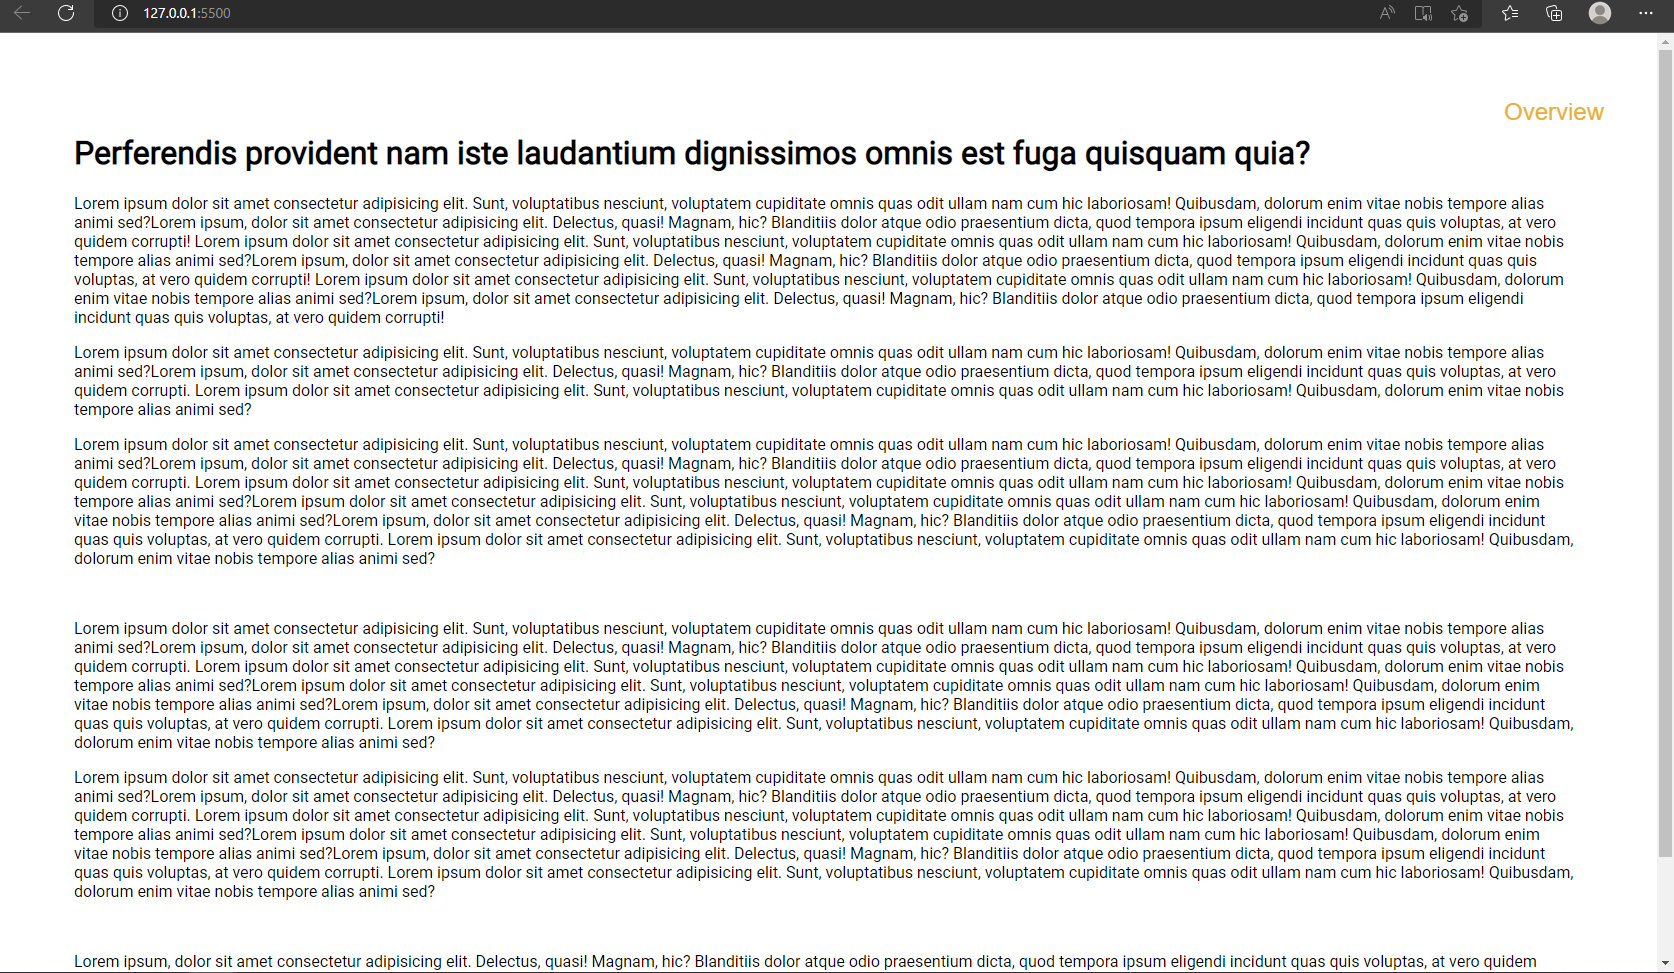 127.0.0.1:5500
Overview
Perferendis provident nam iste laudantium dignissimos omnis est fuga quisquam quia?
Lorem ipsum dolor sit amet consectetur adipisicing elit. Sunt, voluptatibus nesciunt, voluptatem cupiditate omnis quas odit ullam nam cum hic laboriosam! Quibusdam, dolorum enim vitae nobis tempore alias
animi sed?Lorem ipsum, dolor sit amet consectetur adipisicing elit. Delectus, quasi! Magnam, hic? Blanditiis dolor atque odio praesentium dicta, quod tempora ipsum eligendi incidunt quas quis voluptas, at vero
quidem corrupti! Lorem ipsum dolor sit amet consectetur adipisicing elit. Sunt, voluptatibus nesciunt, voluptatem cupiditate omnis quas odit ullam nam cum hic laboriosam! Quibusdam, dolorum enim vitae nobis
tempore alias animi sed?Lorem ipsum, dolor sit amet consectetur adipisicing elit. Delectus, quasi! Magnam, hic? Blanditiis dolor atque odio praesentium dicta, quod tempora ipsum eligendi incidunt quas quis
voluptas, at vero quidem corrupti! Lorem ipsum dolor sit amet consectetur adipisicing elit. Sunt, voluptatibus nesciunt, voluptatem cupiditate omnis quas odit ullam nam cum hic laboriosam! Quibusdam, dolorum
enim vitae nobis tempore alias animi sed?Lorem ipsum, dolor sit amet consectetur adipisicing elit. Delectus, quasi! Magnam, hic? Blanditiis dolor atque odio praesentium dicta, quod tempora ipsum eligendi
incidunt quas quis voluptas, at vero quidem corrupti!
Lorem ipsum dolor sit amet consectetur adipisicing elit. Sunt, voluptatibus nesciunt, voluptatem cupiditate omnis quas odit ullam nam cum hic laboriosam! Quibusdam, dolorum enim vitae nobis tempore alias
animi sed?Lorem ipsum, dolor sit amet consectetur adipisicing elit. Delectus, quasi! Magnam, hic? Blanditiis dolor atque odio praesentium dicta, quod tempora ipsum eligendi incidunt quas quis voluptas, at vero
quidem corrupti. Lorem ipsum dolor sit amet consectetur adipisicing elit. Sunt, voluptatibus nesciunt, voluptatem cupiditate omnis quas odit ullam nam cum hic laboriosam! Quibusdam, dolorum enim vitae nobis
tempore alias animi sed?
Lorem ipsum dolor sit amet consectetur adipisicing elit. Sunt, voluptatibus nesciunt, voluptatem cupiditate omnis quas odit ullam nam cum hic laboriosam! Quibusdam, dolorum enim vitae nobis tempore alias
animi sed?Lorem ipsum, dolor sit amet consectetur adipisicing elit. Delectus, quasi! Magnam, hic? Blanditiis dolor atque odio praesentium dicta, quod tempora ipsum eligendi incidunt quas quis voluptas, at vero
quidem corrupti. Lorem ipsum dolor sit amet consectetur adipisicing elit. Sunt, voluptatibus nesciunt, voluptatem cupiditate omnis quas odit ullam nam cum hic laboriosam! Quibusdam, dolorum enim vitae nobis
tempore alias animi sed?Lorem ipsum dolor sit amet consectetur adipisicing elit. Sunt, voluptatibus nesciunt, voluptatem cupiditate omnis quas odit ullam nam cum hic laboriosam! Quibusdam, dolorum enim
vitae nobis tempore alias animi sed?Lorem ipsum, dolor sit amet consectetur adipisicing elit. Delectus, quasi! Magnam, hic? Blanditiis dolor atque odio praesentium dicta, quod tempora ipsum eligendi incidunt
quas quis voluptas, at vero quidem corrupti. Lorem ipsum dolor sit amet consectetur adipisicing elit. Sunt, voluptatibus nesciunt, voluptatem cupiditate omnis quas odit ullam nam cum hic laboriosam! Quibusdam,
dolorum enim vitae nobis tempore alias animi sed?
Lorem ipsum dolor sit amet consectetur adipisicing elit. Sunt, voluptatibus nesciunt, voluptatem cupiditate omnis quas odit ullam nam cum hic laboriosam! Quibusdam, dolorum enim vitae nobis tempore alias
animi sed?Lorem ipsum, dolor sit amet consectetur adipisicing elit. Delectus, quasi! Magnam, hic? Blanditiis dolor atque odio praesentium dicta, quod tempora ipsum eligendi incidunt quas quis voluptas, at vero
quidem corrupti. Lorem ipsum dolor sit amet consectetur adipisicing elit. Sunt, voluptatibus nesciunt, voluptatem cupiditate omnis quas odit ullam nam cum hic laboriosam! Quibusdam, dolorum enim vitae nobis
tempore alias animi sed?Lorem ipsum dolor sit amet consectetur adipisicing elit. Sunt, voluptatibus nesciunt, voluptatem cupiditate omnis quas odit ullam nam cum hic laboriosam! Quibusdam, dolorum enim
vitae nobis tempore alias animi sed?Lorem ipsum, dolor sit amet consectetur adipisicing elit. Delectus, quasi! Magnam, hic? Blanditiis dolor atque odio praesentium dicta, quod tempora ipsum eligendi incidunt
quas quis voluptas, at vero quidem corrupti. Lorem ipsum dolor sit amet consectetur adipisicing elit. Sunt, voluptatibus nesciunt, voluptatem cupiditate omnis quas odit ullam nam cum hic laboriosam! Quibusdam,
dolorum enim vitae nobis tempore alias animi sed?
Lorem ipsum dolor sit amet consectetur adipisicing elit. Sunt, voluptatibus nesciunt, voluptatem cupiditate omnis quas odit ullam nam cum hic laboriosam! Quibusdam, dolorum enim vitae nobis tempore alias
animi sed?Lorem ipsum, dolor sit amet consectetur adipisicing elit. Delectus, quasi! Magnam, hic? Blanditiis dolor atque odio praesentium dicta, quod tempora ipsum eligendi incidunt quas quis voluptas, at vero
quidem corrupti. Lorem ipsum dolor sit amet consectetur adipisicing elit. Sunt, voluptatibus nesciunt, voluptatem cupiditate omnis quas odit ullam nam cum hic laboriosam! Quibusdam, dolorum enim vitae nobis
tempore alias animi sed?Lorem ipsum dolor sit amet consectetur adipisicing elit. Sunt, voluptatibus nesciunt, voluptatem cupiditate omnis quas odit ullam nam cum hic laboriosam! Quibusdam, dolorum enim
vitae nobis tempore alias animi sed?Lorem ipsum, dolor sit amet consectetur adipisicing elit. Delectus, quasi! Magnam, hic? Blanditiis dolor atque odio praesentium dicta, quod tempora ipsum eligendi incidunt
quas quis voluptas, at vero quidem corrupti. Lorem ipsum dolor sit amet consectetur adipisicing elit. Sunt, voluptatibus nesciunt, voluptatem cupiditate omnis quas odit ullam nam cum hic laboriosam! Quibusdam,
dolorum enim vitae nobis tempore alias animi sed?
Lorem ipsum, dolor sit amet consectetur adipisicing elit. Delectus, quasi! Magnam, hic? Blanditiis dolor atque odio praesentium dicta, quod tempora ipsum eligendi incidunt quas quis voluptas, at vero quidem